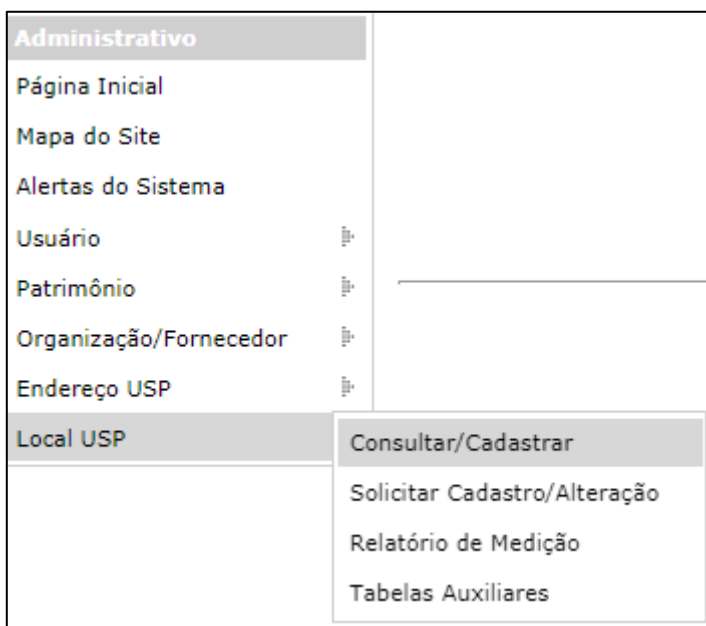 Administrativo
Página Inicial
Mapa do Site
Alertas do Sistema
Usuário
Patrimônio
Organização/Fornecedor
Endereço USP
Local USP
Consultar/Cadastrar
Solicitar Cadastro/Alteração
Relatório de Medição
Tabelas Auxiliares